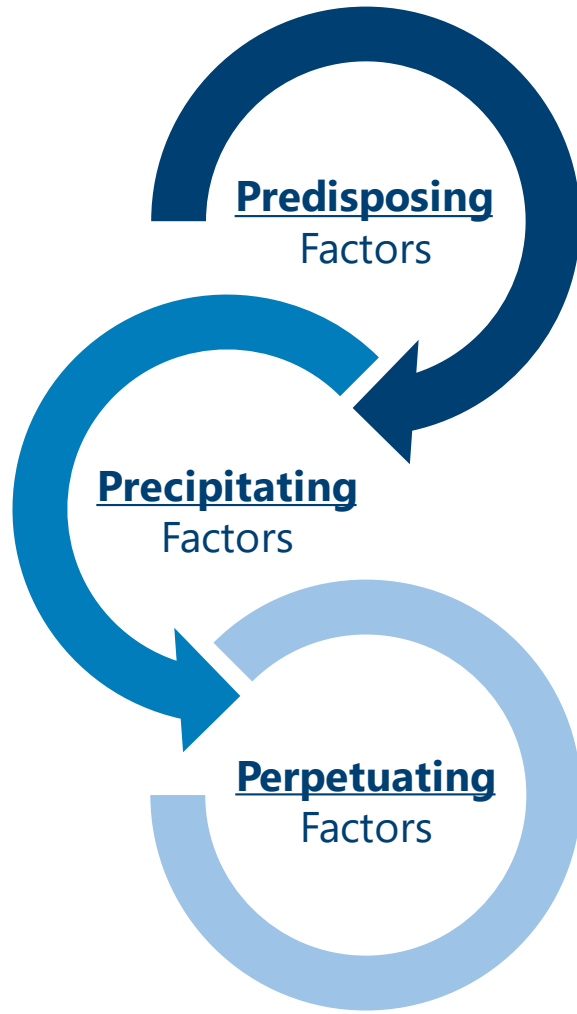 Predisposing
Factors
Precipitating
Factors
Perpetuating
Factors